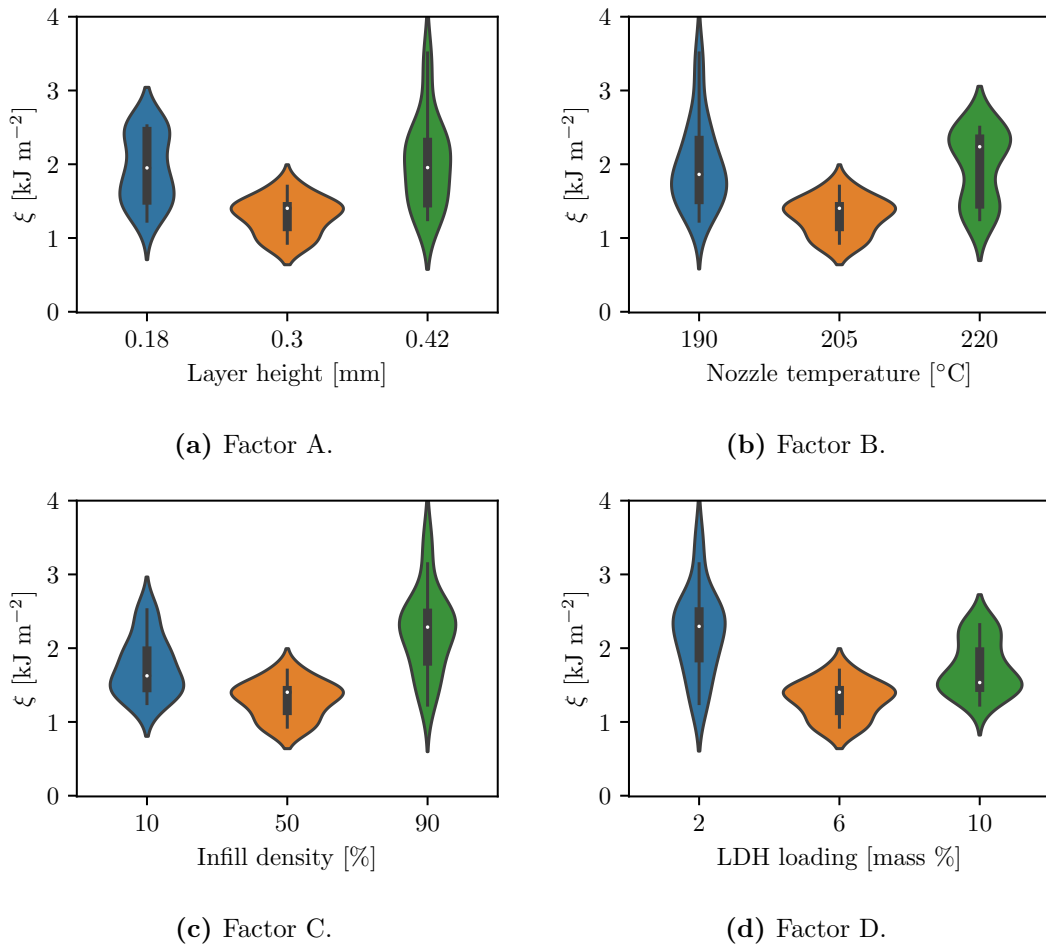 4
3
2
1
0
ξ [kJ m⁻²]
0.18 0.3 0.42
Layer height [mm]
(a) Factor A.
4
3
2
1
0
ξ [kJ m⁻²]
190 205 220
Nozzle temperature [°C]
(b) Factor B.
4
3
2
1
0
ξ [kJ m⁻²]
10 50 90
Infill density [%]
(c) Factor C.
4
3
2
1
0
ξ [kJ m⁻²]
2 6 10
LDH loading [mass %]
(d) Factor D.